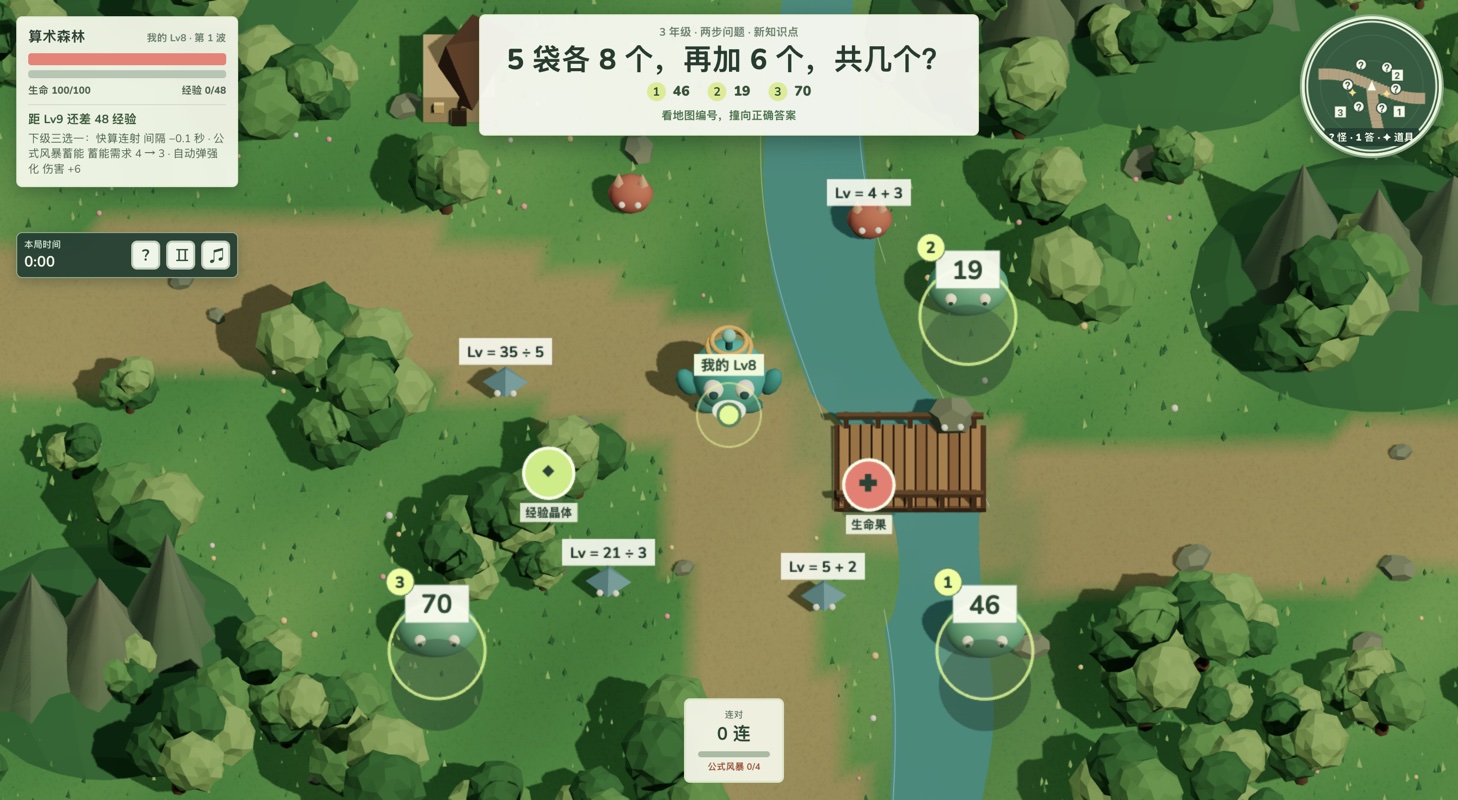 算术森林
我的 Lv8 · 第 1 波
生命 100/100
经验 0/48
距 Lv9 还差 48 经验
下级三选一：快算连射 间隔 −0.1 秒 · 公
式风暴蓄能 蓄能需求 4 → 3 · 自动弹强
化 伤害 +6
本局时间
0:00
?
3 年级 · 两步问题 · 新知识点
5 袋各 8 个，再加 6 个，共几个？
1 46 2 19 3 70
看地图编号，撞向正确答案
? ? 2
? ?
3 ? ? 1
? 怪 · 1 答 · ✦ 道具
Lv = 4 + 3
2
19
Lv = 35 ÷ 5
我的 Lv8
经验晶体
生命果
Lv = 21 ÷ 3
Lv = 5 + 2
3
70
1
46
连对
0 连
公式风暴 0/4